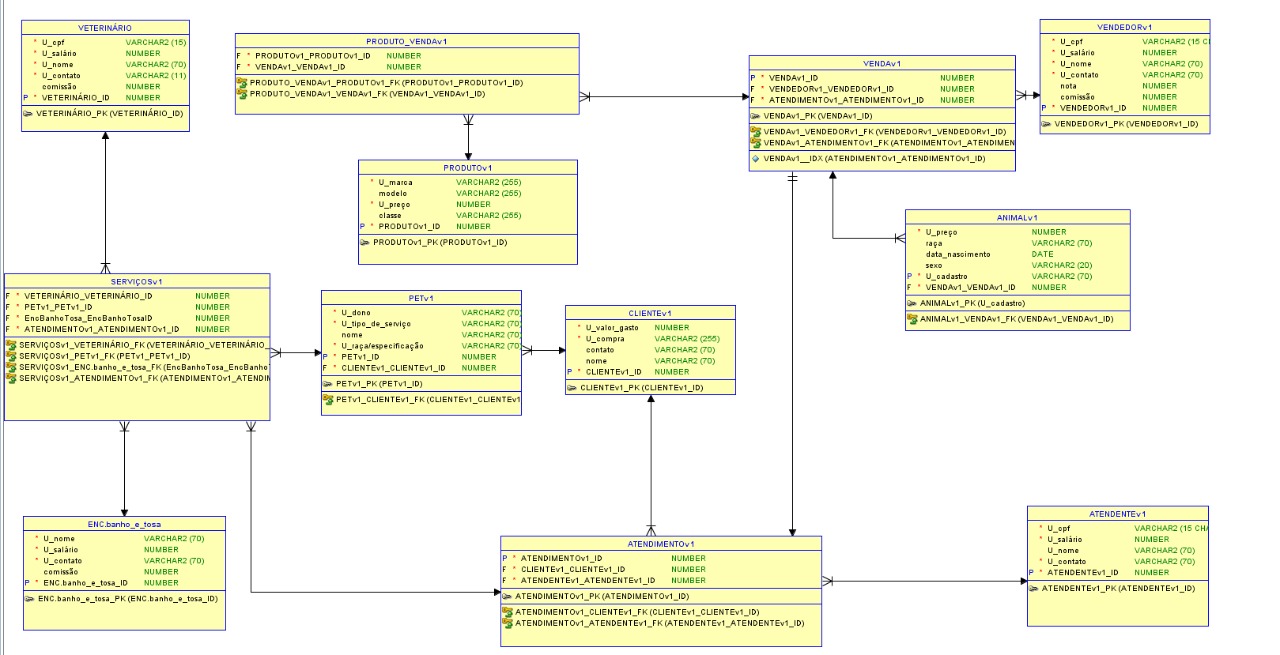 VETERINÁRIO
* U_cpf VARCHAR2 (15)
* U_salário NUMBER
* U_nome VARCHAR2 (70)
* U_contato VARCHAR2 (11)
comissão NUMBER
P * VETERINÁRIO_ID NUMBER
VETERINÁRIO_PK (VETERINÁRIO_ID)
PRODUTO_VENDAv1
F * PRODUTOv1_PRODUTOv1_ID NUMBER
F * VENDAv1_VENDAv1_ID NUMBER
PRODUTO_VENDAv1_PRODUTOv1_FK (PRODUTOv1_PRODUTOv1_ID)
PRODUTO_VENDAv1_VENDAv1_FK (VENDAv1_VENDAv1_ID)
VENDAv1
P * VENDAv1_ID NUMBER
F * VENDEDORv1_VENDEDORv1_ID NUMBER
F * ATENDIMENTOv1_ATENDIMENTOv1_ID NUMBER
VENDAv1_PK (VENDAv1_ID)
VENDAv1_VENDEDORv1_FK (VENDEDORv1_VENDEDORv1_ID)
VENDAv1_ATENDIMENTOv1_FK (ATENDIMENTOv1_ATENDIMEN
VENDAv1__IDX (ATENDIMENTOv1_ATENDIMENTOv1_ID)
VENDEDORv1
* U_cpf VARCHAR2 (15 CI
* U_salário NUMBER
* U_nome VARCHAR2 (70)
* U_contato VARCHAR2 (70)
nota NUMBER
comissão NUMBER
P * VENDEDORv1_ID NUMBER
VENDEDORv1_PK (VENDEDORv1_ID)
PRODUTOv1
* U_marca VARCHAR2 (255)
modelo VARCHAR2 (255)
* U_preço NUMBER
classe VARCHAR2 (255)
P * PRODUTOv1_ID NUMBER
PRODUTOv1_PK (PRODUTOv1_ID)
ANIMALv1
* U_preço NUMBER
raça VARCHAR2 (70)
data_nascimento DATE
sexo VARCHAR2 (20)
P * U_cadastro VARCHAR2 (70)
F * VENDAv1_VENDAv1_ID NUMBER
ANIMALv1_PK (U_cadastro)
ANIMALv1_VENDAv1_FK (VENDAv1_VENDAv1_ID)
SERVIÇOSv1
F * VETERINÁRIO_VETERINÁRIO_ID NUMBER
F * PETv1_PETv1_ID NUMBER
F * EncBanhoTosa_EncBanhoTosaID NUMBER
F * ATENDIMENTOv1_ATENDIMENTOv1_ID NUMBER
SERVIÇOSv1_VETERINÁRIO_FK (VETERINÁRIO_VETERINÁRIO_
SERVIÇOSv1_PETv1_FK (PETv1_PETv1_ID)
SERVIÇOSv1_ENC.banho_e_tosa_FK (EncBanhoTosa_EncBanho
SERVIÇOSv1_ATENDIMENTOv1_FK (ATENDIMENTOv1_ATENDIN
PETv1
* U_dono VARCHAR2 (70)
* U_tipo_de_serviço VARCHAR2 (70)
nome VARCHAR2 (70)
* U_raça/especificação VARCHAR2 (70)
P * PETv1_ID NUMBER
F * CLIENTEv1_CLIENTEv1_ID NUMBER
PETv1_PK (PETv1_ID)
PETv1_CLIENTEv1_FK (CLIENTEv1_CLIENTEv1
CLIENTEv1
* U_valor_gasto NUMBER
* U_compra VARCHAR2 (255)
contato VARCHAR2 (70)
nome VARCHAR2 (70)
P * CLIENTEv1_ID NUMBER
CLIENTEv1_PK (CLIENTEv1_ID)
ENC.banho_e_tosa
* U_nome VARCHAR2 (70)
* U_salário NUMBER
* U_contato VARCHAR2 (70)
comissão NUMBER
P * ENC.banho_e_tosa_ID NUMBER
ENC.banho_e_tosa_PK (ENC.banho_e_tosa_ID)
ATENDIMENTOv1
P * ATENDIMENTOv1_ID NUMBER
F * CLIENTEv1_CLIENTEv1_ID NUMBER
F * ATENDENTEv1_ATENDENTEv1_ID NUMBER
ATENDIMENTOv1_PK (ATENDIMENTOv1_ID)
ATENDIMENTOv1_CLIENTEv1_FK (CLIENTEv1_CLIENTEv1_ID)
ATENDIMENTOv1_ATENDENTEv1_FK (ATENDENTEv1_ATENDENTEv1_ID)
ATENDENTEv1
* U_cpf VARCHAR2 (15 CHA
* U_salário NUMBER
U_nome VARCHAR2 (70)
* U_contato VARCHAR2 (70)
P * ATENDENTEv1_ID NUMBER
ATENDENTEv1_PK (ATENDENTEv1_ID)